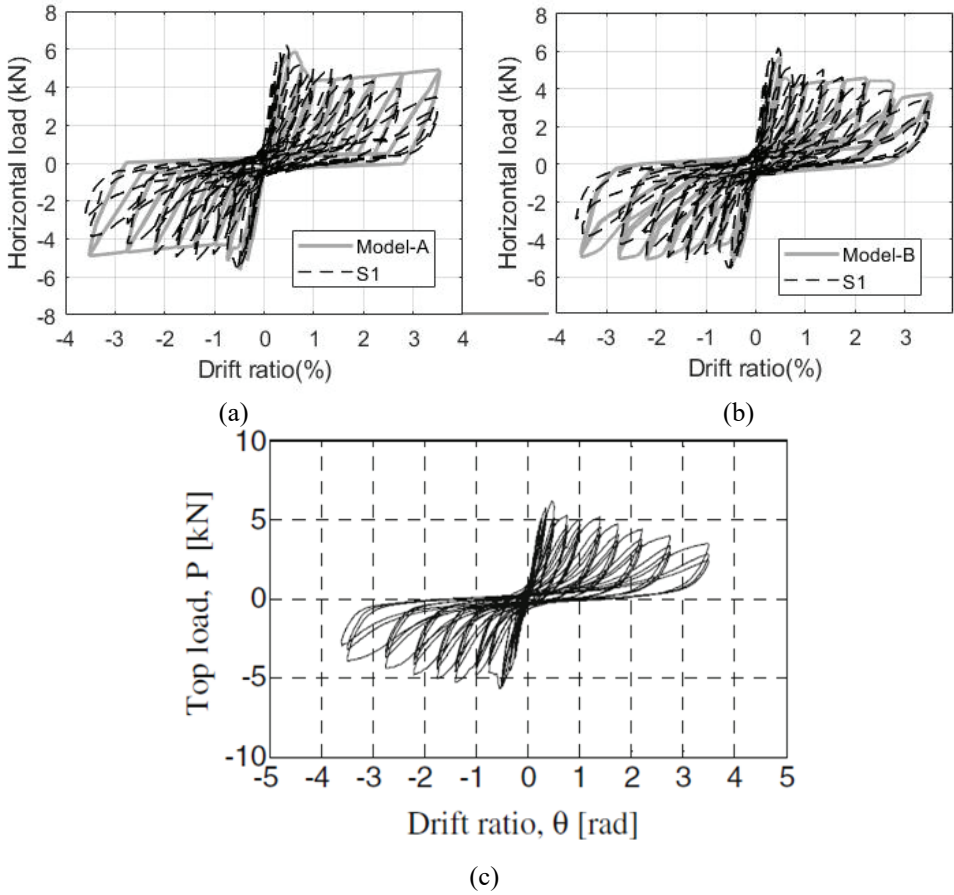 8
6
4
2
0
-2
-4
-6
8
Horizontal load (kN)
Model-A
S1
-4 -3 -2 -1 0 1 2 3 4
Drift ratio(%)
(a)
8
6
4
2
0
-2
-4
-6
-8
Horizontal load (kN)
Model-B
S1
-4 -3 -2 -1 0 1 2 3
Drift ratio(%)
(b)
10
5
0
-5
-10
Top load, P [kN]
-5 -4 -3 -2 -1 0 1 2 3 4 5
Drift ratio, θ [rad]
(c)